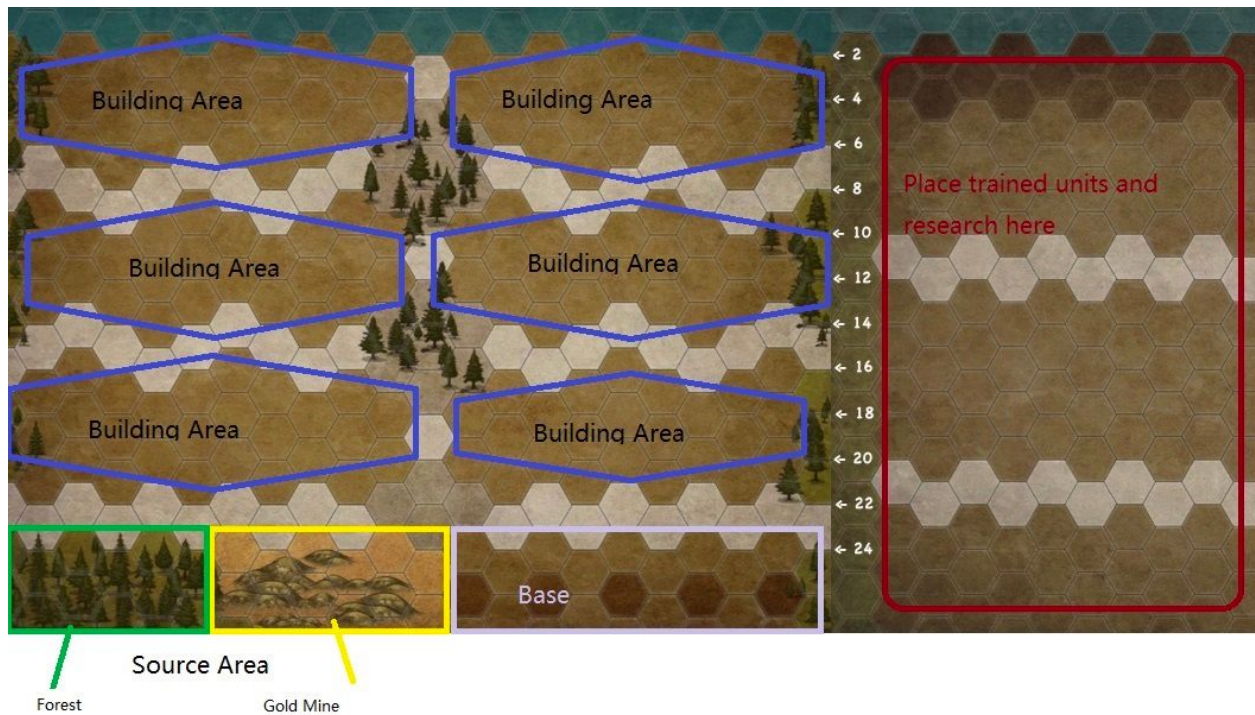 Building Area
Building Area
Building Area
Building Area
Building Area
Building Area
← 2
← 4
← 6
← 8
← 10
← 12
← 14
← 16
← 18
← 20
← 22
← 24
Place trained units and
research here
Base
Source Area
Forest
Gold Mine